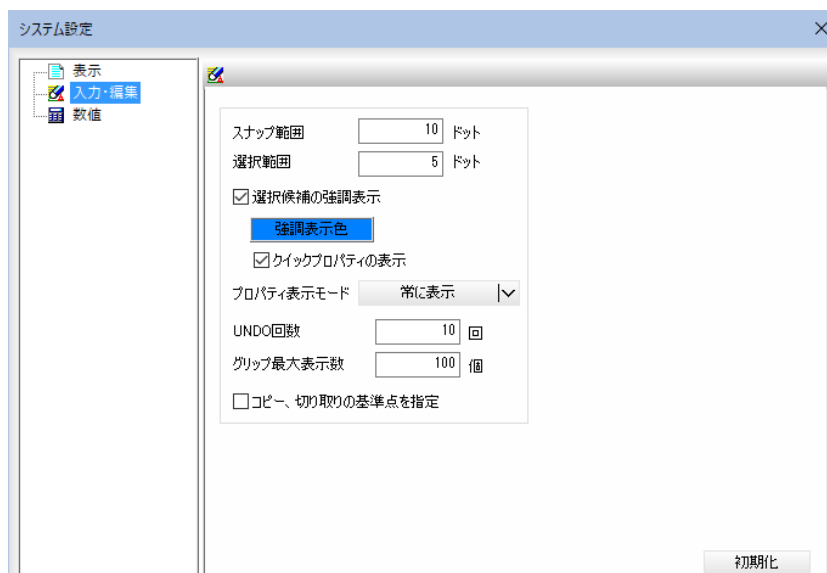 システム設定
表示
入力・編集
数値
スナップ範囲 10 ドット
選択範囲 5 ドット
選択候補の強調表示
強調表示色
クイックプロパティの表示
プロパティ表示モード 常に表示
UNDO回数 10 回
グリップ最大表示数 100 個
コピー、切り取りの基準点を指定
初期化